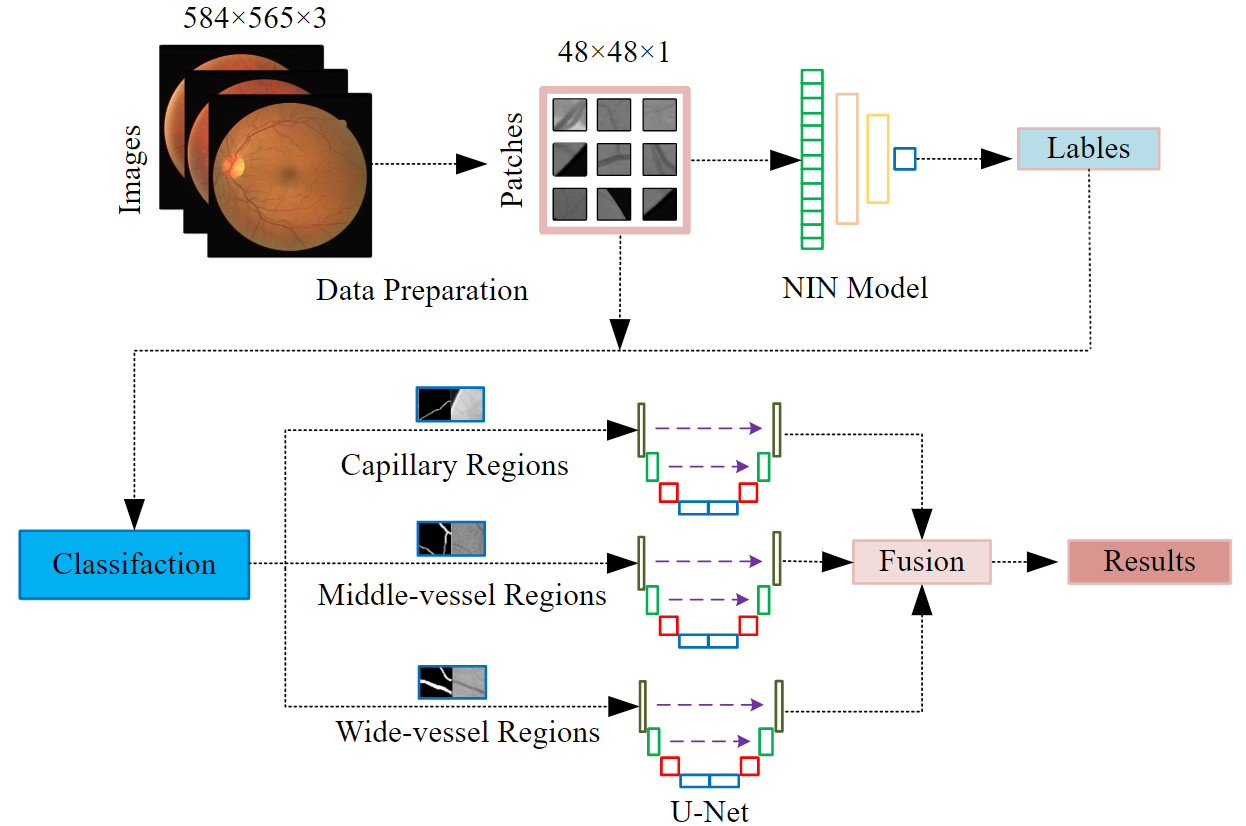 584×565×3
48×48×1
Images
Patches
Lables
Data Preparation
NIN Model
Capillary Regions
Classifaction
Middle-vessel Regions
Fusion
Results
Wide-vessel Regions
U-Net